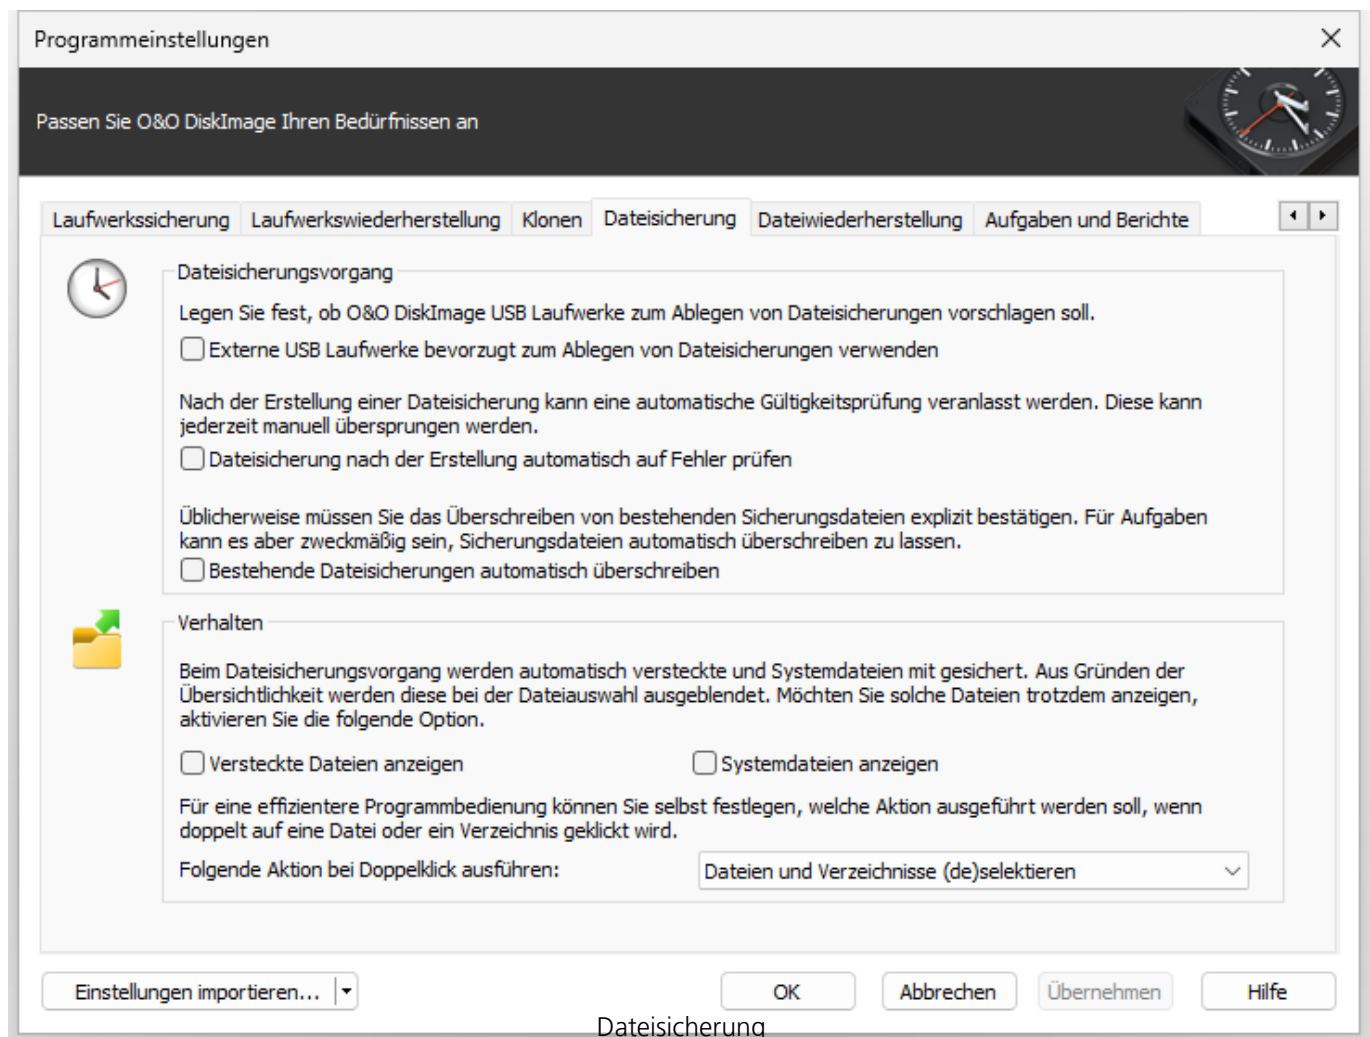 Programmeinstellungen
Passen Sie O&O DiskImage Ihren Bedürfnissen an
Laufwerkssicherung Laufwerkswiederherstellung Klonen Dateisicherung Dateiwiederherstellung Aufgaben und Berichte
Dateisicherungsvorgang
Legen Sie fest, ob O&O DiskImage USB Laufwerke zum Ablegen von Dateisicherungen vorschlagen soll.
Externe USB Laufwerke bevorzugt zum Ablegen von Dateisicherungen verwenden
Nach der Erstellung einer Dateisicherung kann eine automatische Gültigkeitsprüfung veranlasst werden. Diese kann
jederzeit manuell übersprungen werden.
Dateisicherung nach der Erstellung automatisch auf Fehler prüfen
Üblicherweise müssen Sie das Überschreiben von bestehenden Sicherungsdateien explizit bestätigen. Für Aufgaben
kann es aber zweckmäßig sein, Sicherungsdateien automatisch überschreiben zu lassen.
Bestehende Dateisicherungen automatisch überschreiben
Verhalten
Beim Dateisicherungsvorgang werden automatisch versteckte und Systemdateien mit gesichert. Aus Gründen der
Übersichtlichkeit werden diese bei der Dateiauswahl ausgeblendet. Möchten Sie solche Dateien trotzdem anzeigen,
aktivieren Sie die folgende Option.
Versteckte Dateien anzeigen Systemdateien anzeigen
Für eine effizientere Programmbedienung können Sie selbst festlegen, welche Aktion ausgeführt werden soll, wenn
doppelt auf eine Datei oder ein Verzeichnis geklickt wird.
Folgende Aktion bei Doppelklick ausführen: Dateien und Verzeichnisse (de)selektieren
Einstellungen importieren... OK Abbrechen Übernehmen Hilfe
Dateisicherung